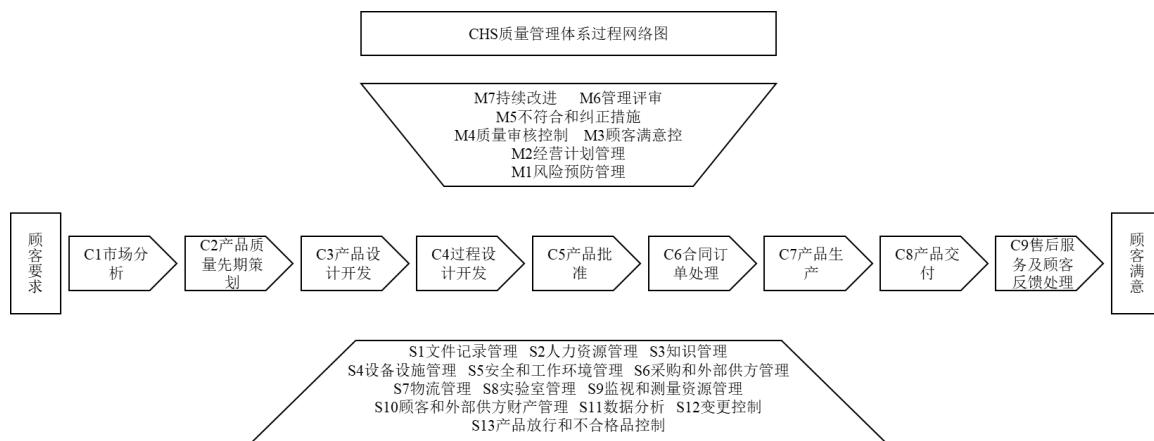 CHS质量管理体系过程网络图
M7持续改进 M6管理评审
M5不符合和纠正措施
M4质量审核控制 M3顾客满意控
M2经营计划管理
M1风险预防管理
顾客要求
C1市场分
析
C2产品质
量先期策
划
C3产品设
计开发
C4过程设
计开发
C5产品批
准
C6合同订
单处理
C7产品生
产
C8产品交
付
C9售后服
务及顾客
反馈处理
顾客满意
S1文件记录管理 S2人力资源管理 S3知识管理
S4设备设施管理 S5安全和工作环境管理 S6采购和外部供方管理
S7物流管理 S8实验室管理 S9监视和测量资源管理
S10顾客和外部供方财产管理 S11数据分析 S12变更控制
S13产品放行和不合格品控制